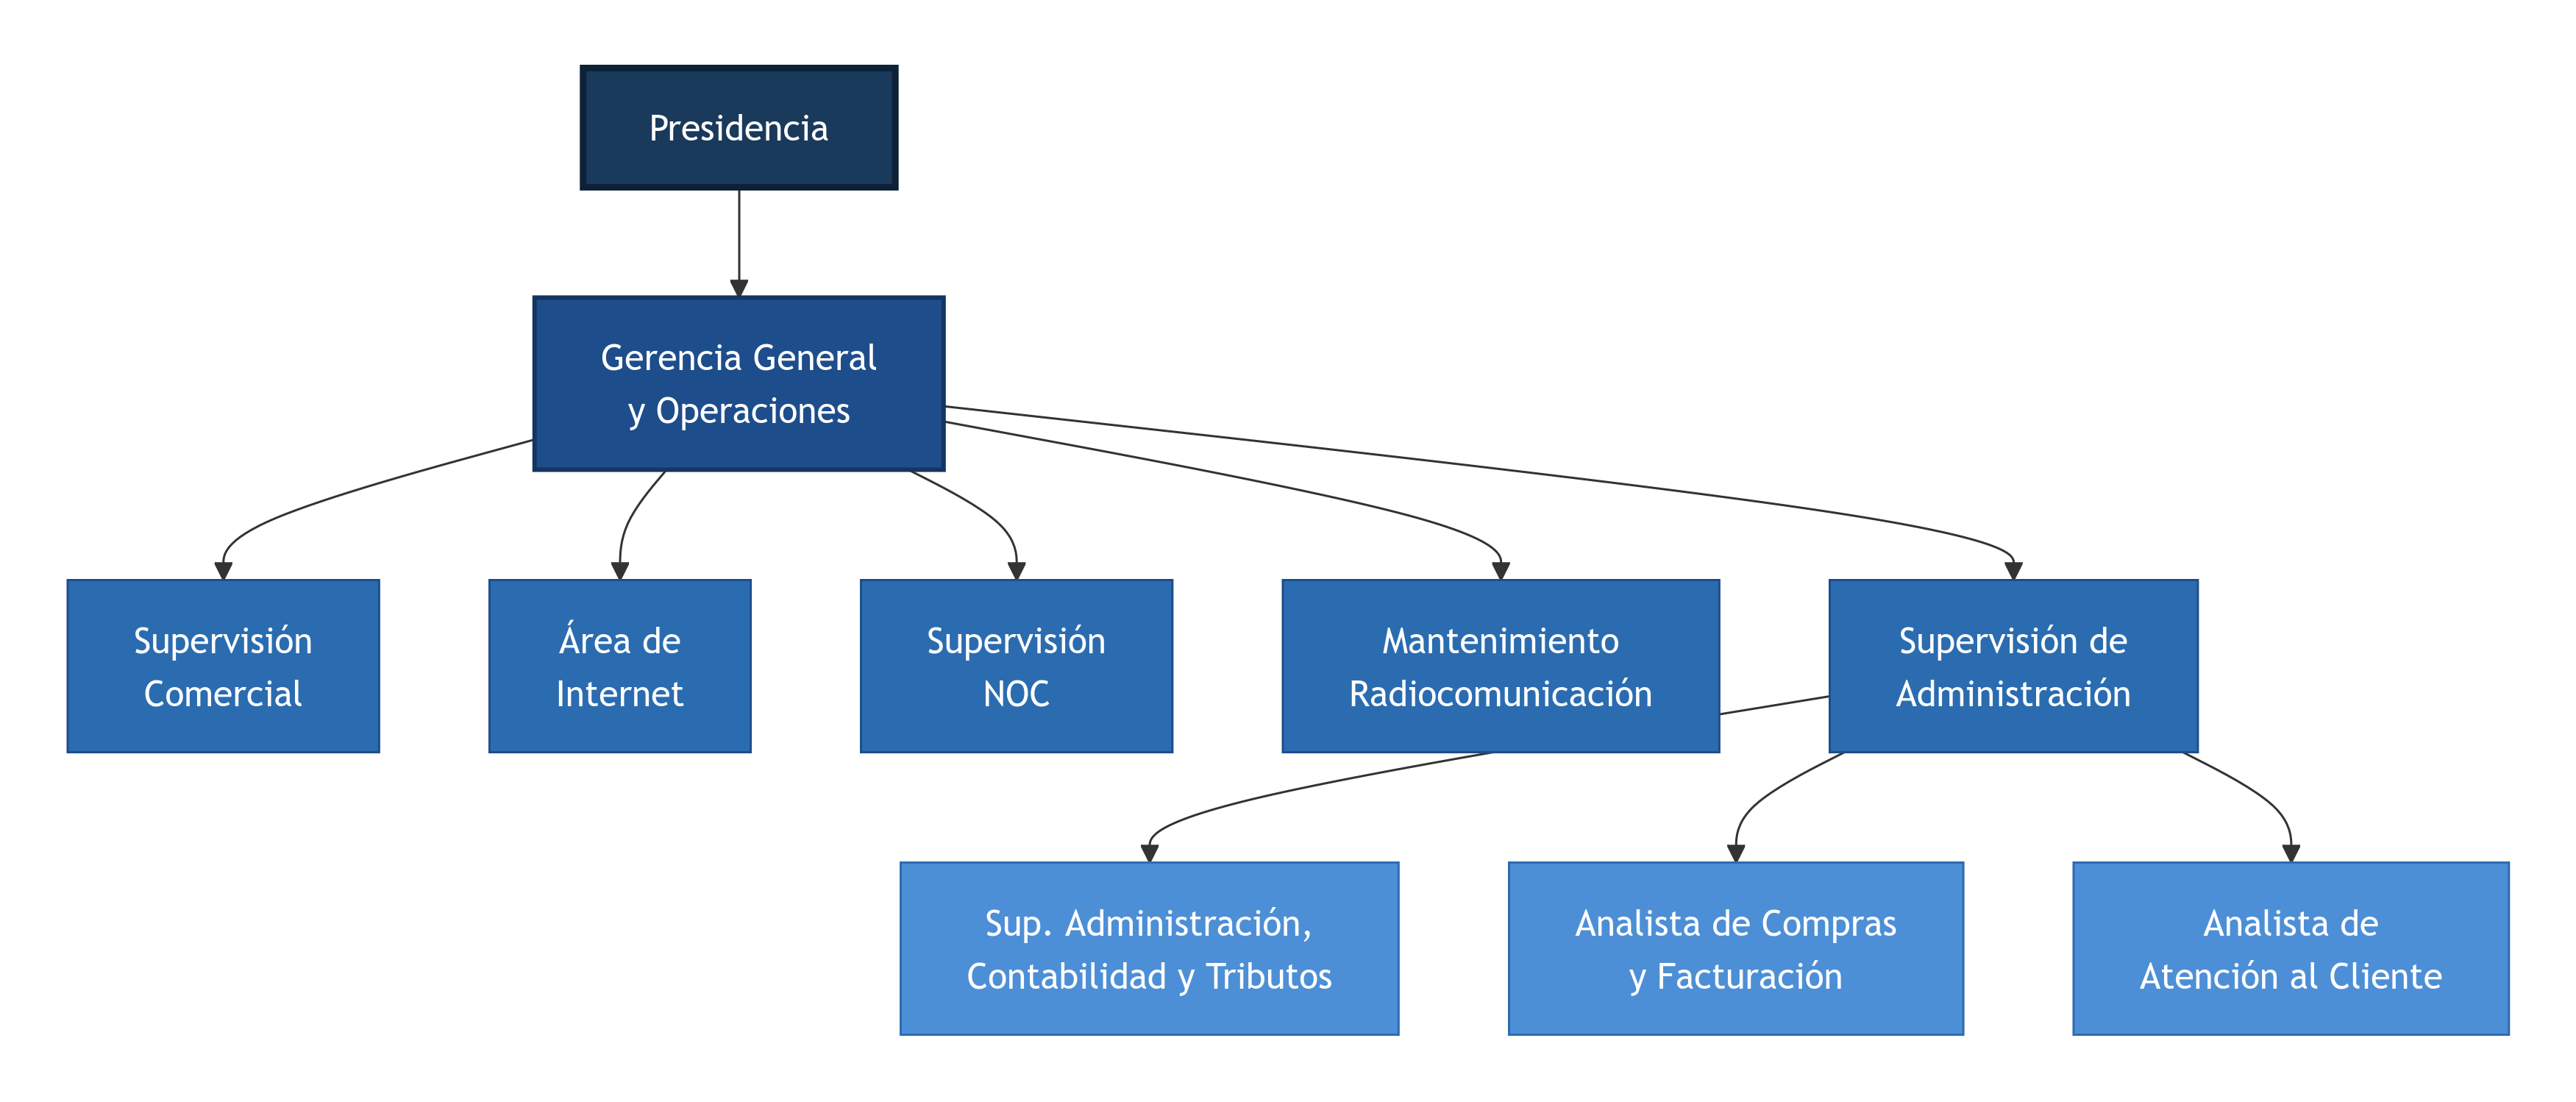 Presidencia
Gerencia General
y Operaciones
Supervisión
Comercial
Área de
Internet
Supervisión
NOC
Mantenimiento
Radiocomunicación
Supervisión de
Administración
Sup. Administración,
Contabilidad y Tributos
Analista de Compras
y Facturación
Analista de
Atención al Cliente